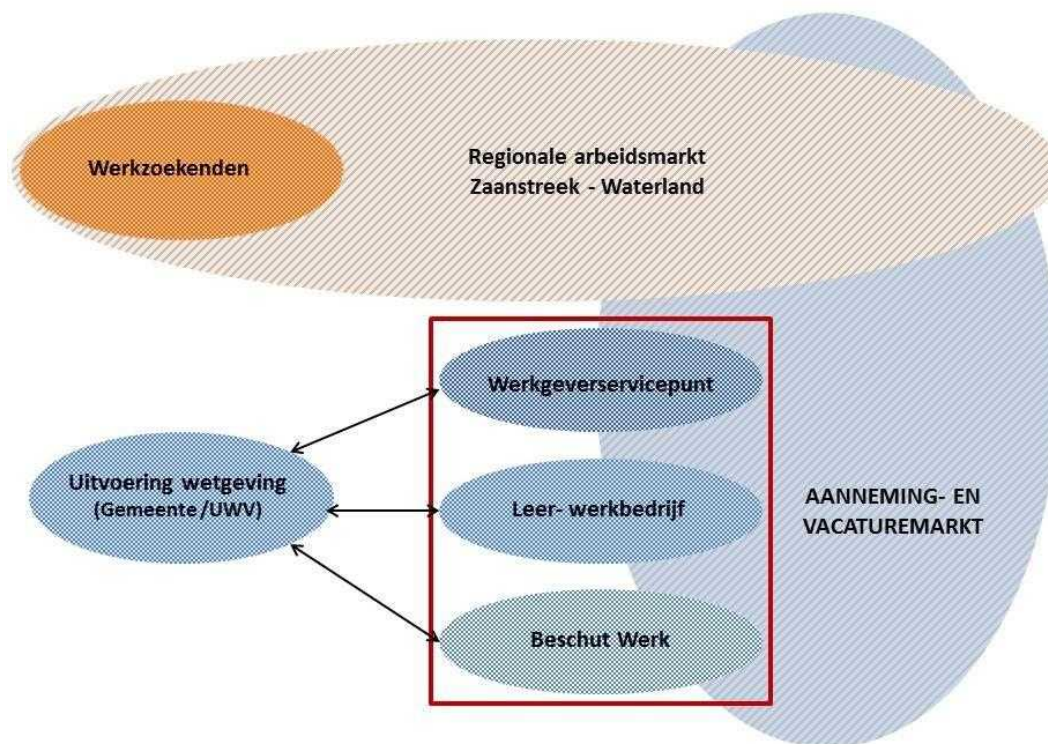 Werkzoekenden
Regionale arbeidsmarkt
Zaanstreek - Waterland
Werkgeverservicepunt
Uitvoering wetgeving
(Gemeente/UWV)
Leer- werkbedrijf
AANNEMING- EN
VACATUREMARKT
Beschut Werk